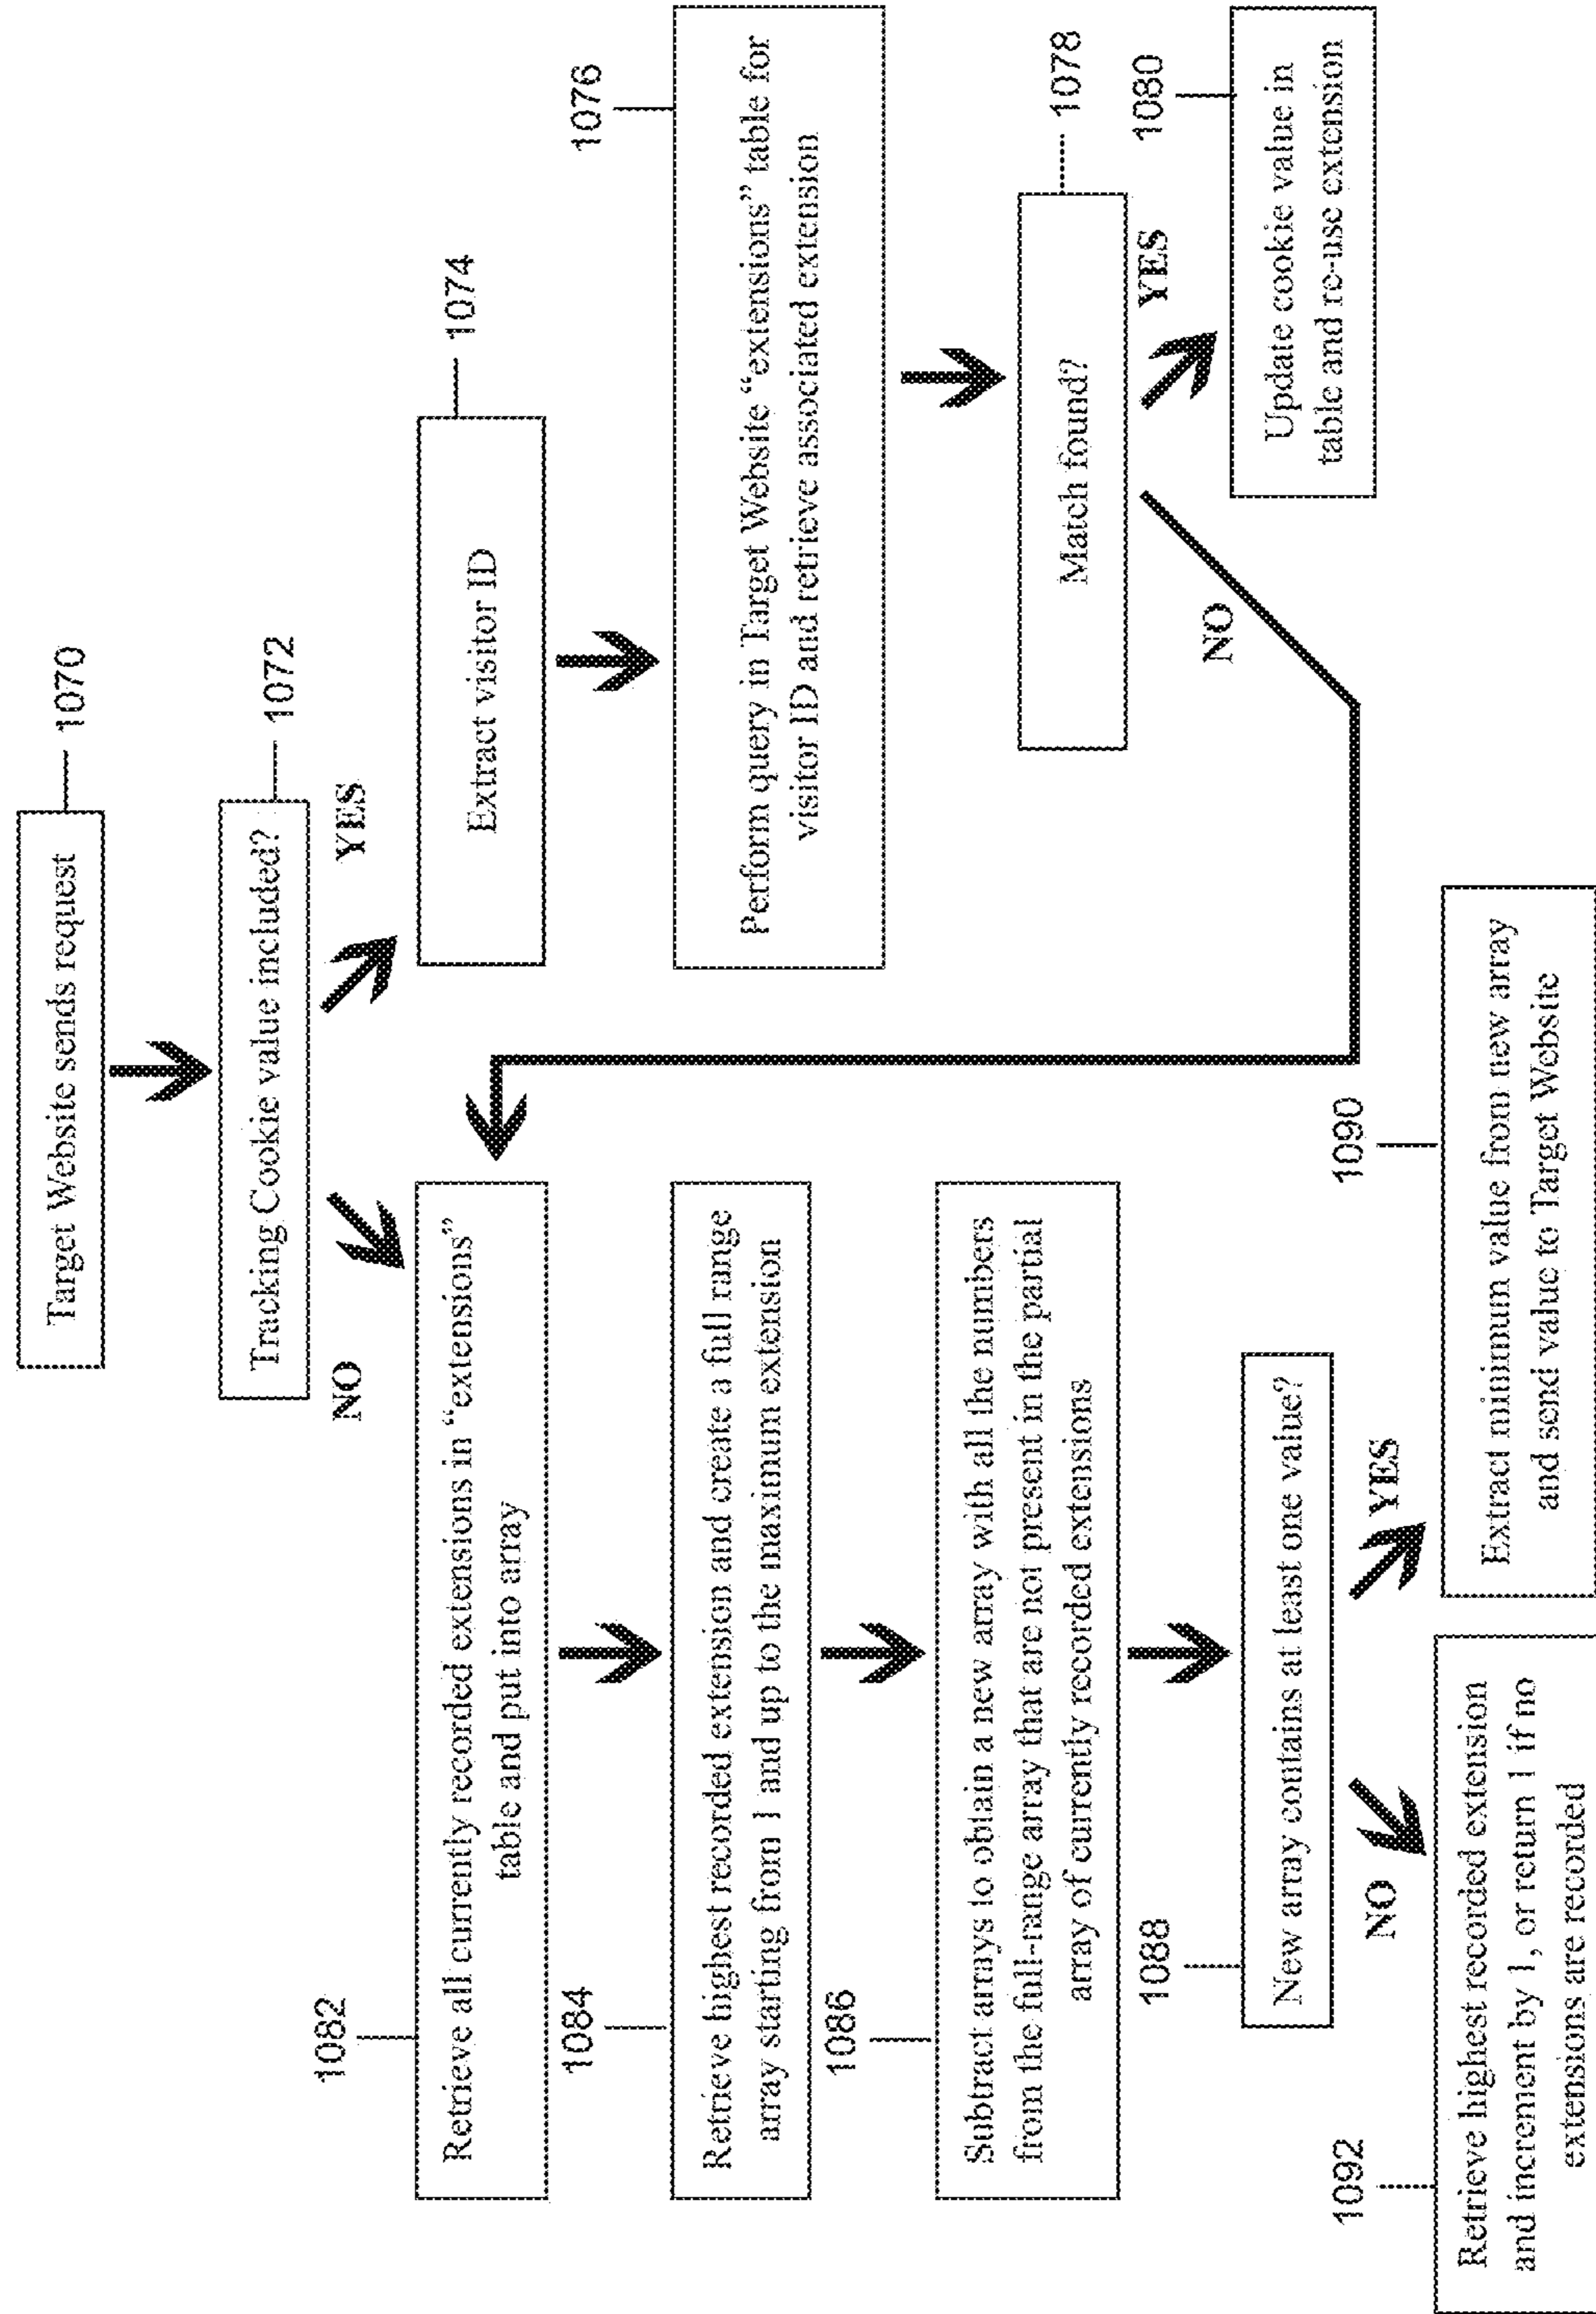 Target Website sends request
1070
Tracking Cookie value included?
1072
NO
YES
Extract visitor ID
1074
1076
Perform query in Target Website “extensions” table for
visitor ID and retrieve associated extension
Match found?
1078
NO
YES
1080
Update cookie value in
table and re-use extension
1082
Retrieve all currently recorded extensions in “extensions”
table and put into array
1084
Retrieve highest recorded extension and create a full range
array starting from 1 and up to the maximum extension
1086
Subtract arrays to obtain a new array with all the numbers
from the full-range array that are not present in the partial
array of currently recorded extensions
1088
New array contains at least one value?
NO
YES
1090
Extract minimum value from new array
and send value to Target Website
1092
Retrieve highest recorded extension
and increment by 1, or return 1 if no
extensions are recorded